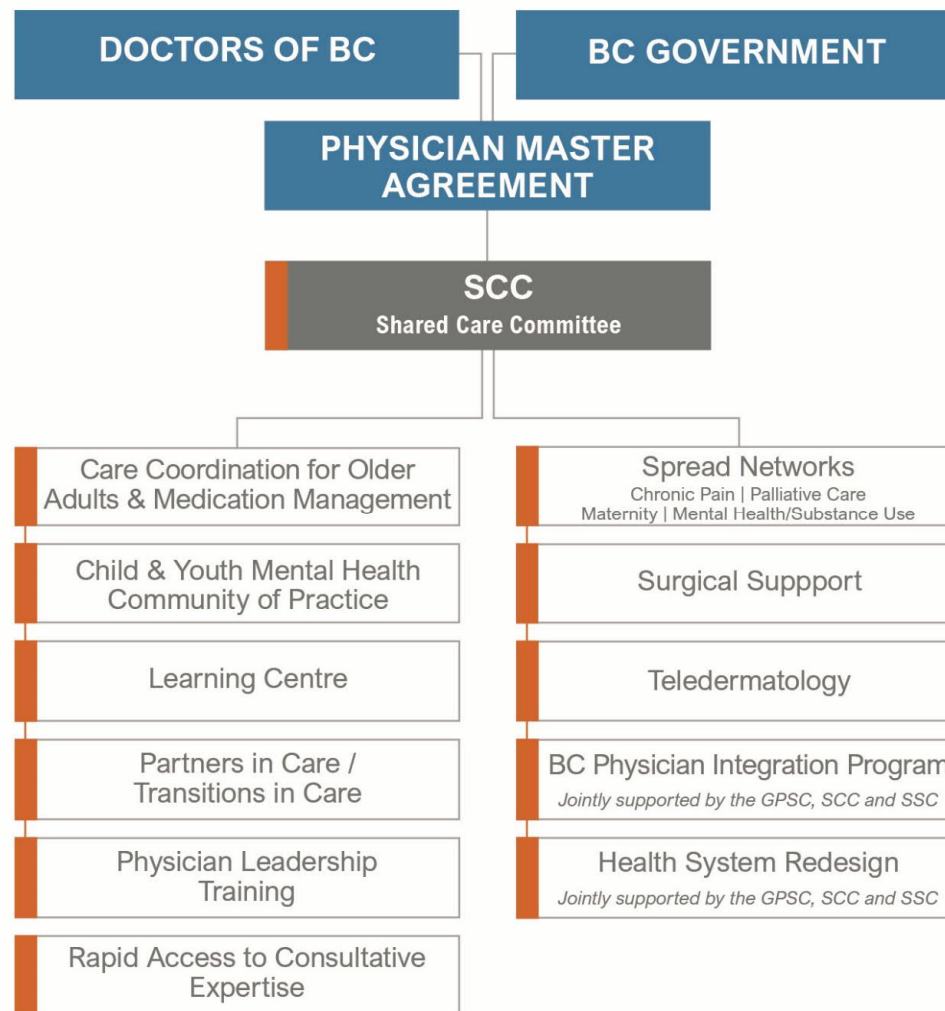 DOCTORS OF BC
BC GOVERNMENT
PHYSICIAN MASTER
AGREEMENT
SCC
Shared Care Committee
Care Coordination for Older
Adults & Medication Management
Child & Youth Mental Health
Community of Practice
Learning Centre
Partners in Care /
Transitions in Care
Physician Leadership
Training
Rapid Access to Consultative
Expertise
Spread Networks
Chronic Pain | Palliative Care
Maternity | Mental Health/Substance Use
Surgical Suppport
Teledermatology
BC Physician Integration Program
Jointly supported by the GPSC, SCC and SSC
Health System Redesign
Jointly supported by the GPSC, SCC and SSC